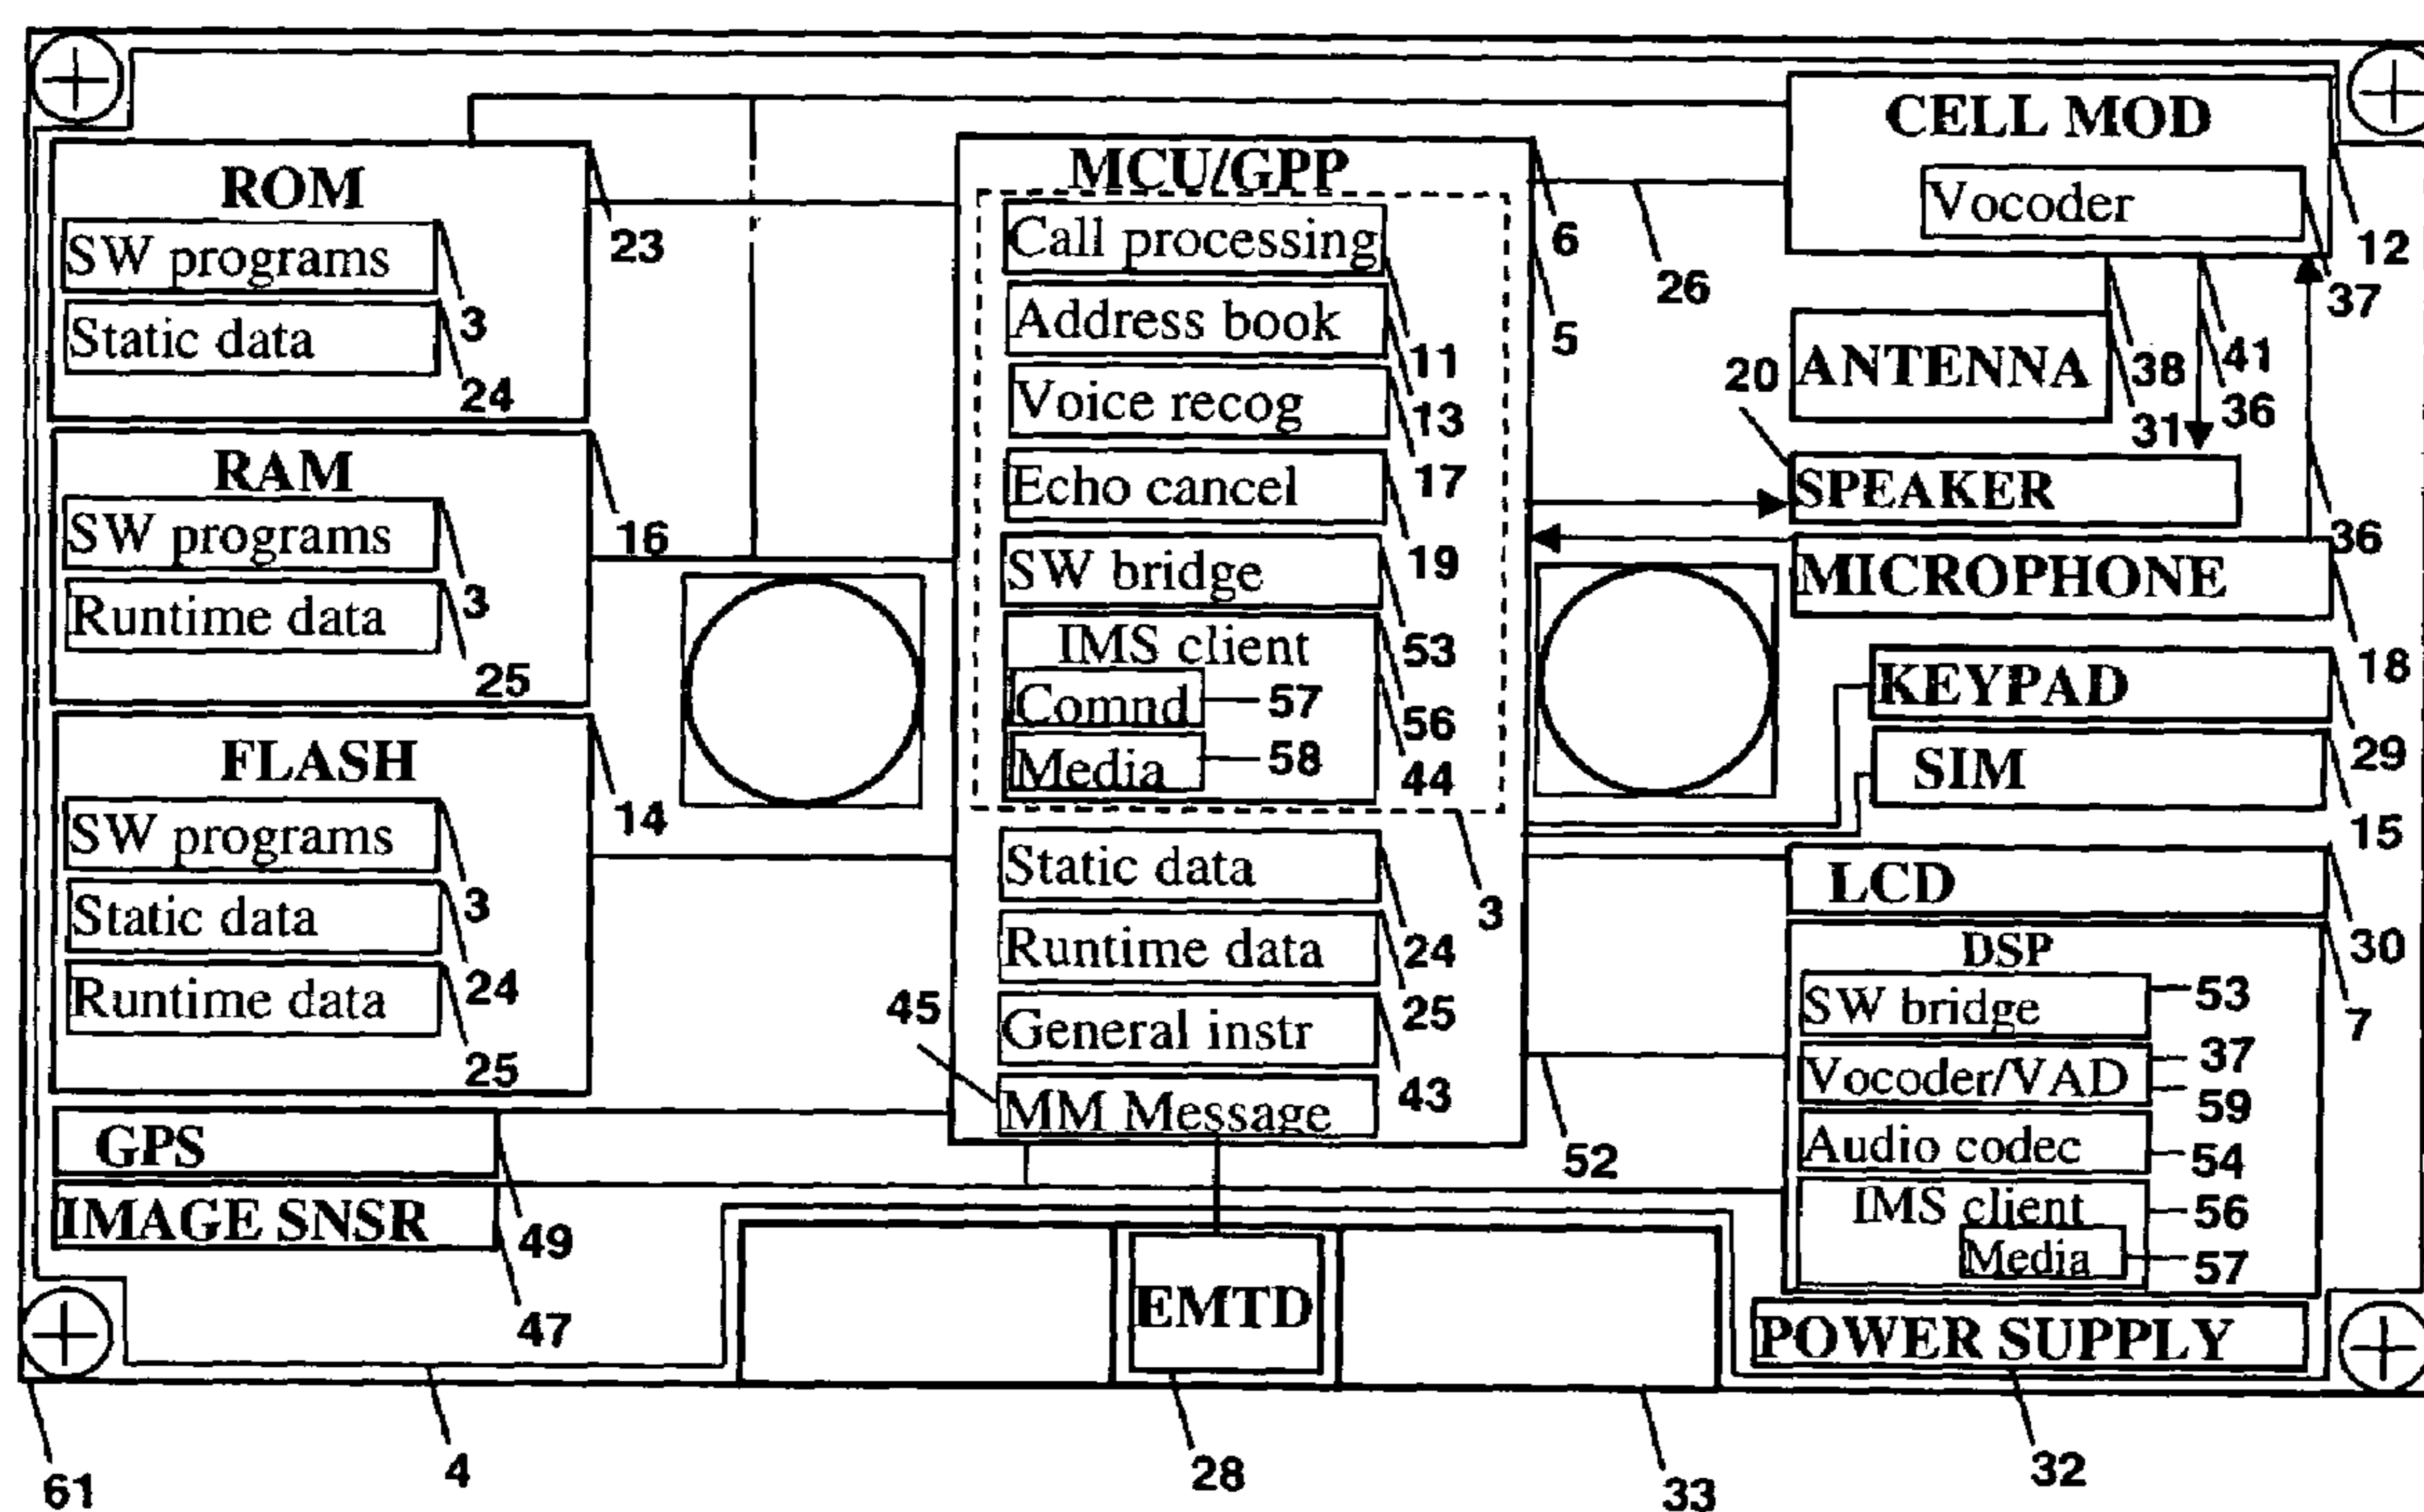 ROM
SW programs
Static data
23
3
24
RAM
SW programs
Runtime data
16
3
25
FLASH
SW programs
Static data
Runtime data
14
3
24
25
GPS
IMAGE SNSR
49
47
MCU/GPP
Call processing
Address book
Voice recog
Echo cancel
SW bridge
IMS client
Comnd
57
Media
58
6
5
11
13
17
19
53
56
44
3
Static data
Runtime data
General instr
MM Message
24
25
43
45
CELL MOD
Vocoder
26
12
37
ANTENNA
38
31
41
36
20
SPEAKER
36
MICROPHONE
18
KEYPAD
29
SIM
15
LCD
30
DSP
7
SW bridge
53
Vocoder/VAD
37
59
Audio codec
54
IMS client
56
Media
57
52
EMTD
POWER SUPPLY
61
4
28
33
32